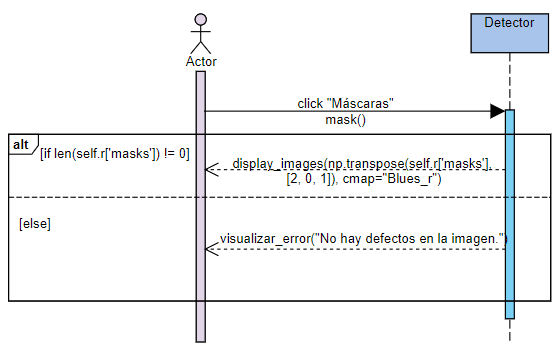 Detector
Actor
click "Máscaras"
mask()
alt
[if len(self.r['masks']) != 0]
display_images(np.transpose(self.r['masks'],
[2, 0, 1]), cmap="Blues_r")
[else]
visualizar_error("No hay defectos en la imagen.")